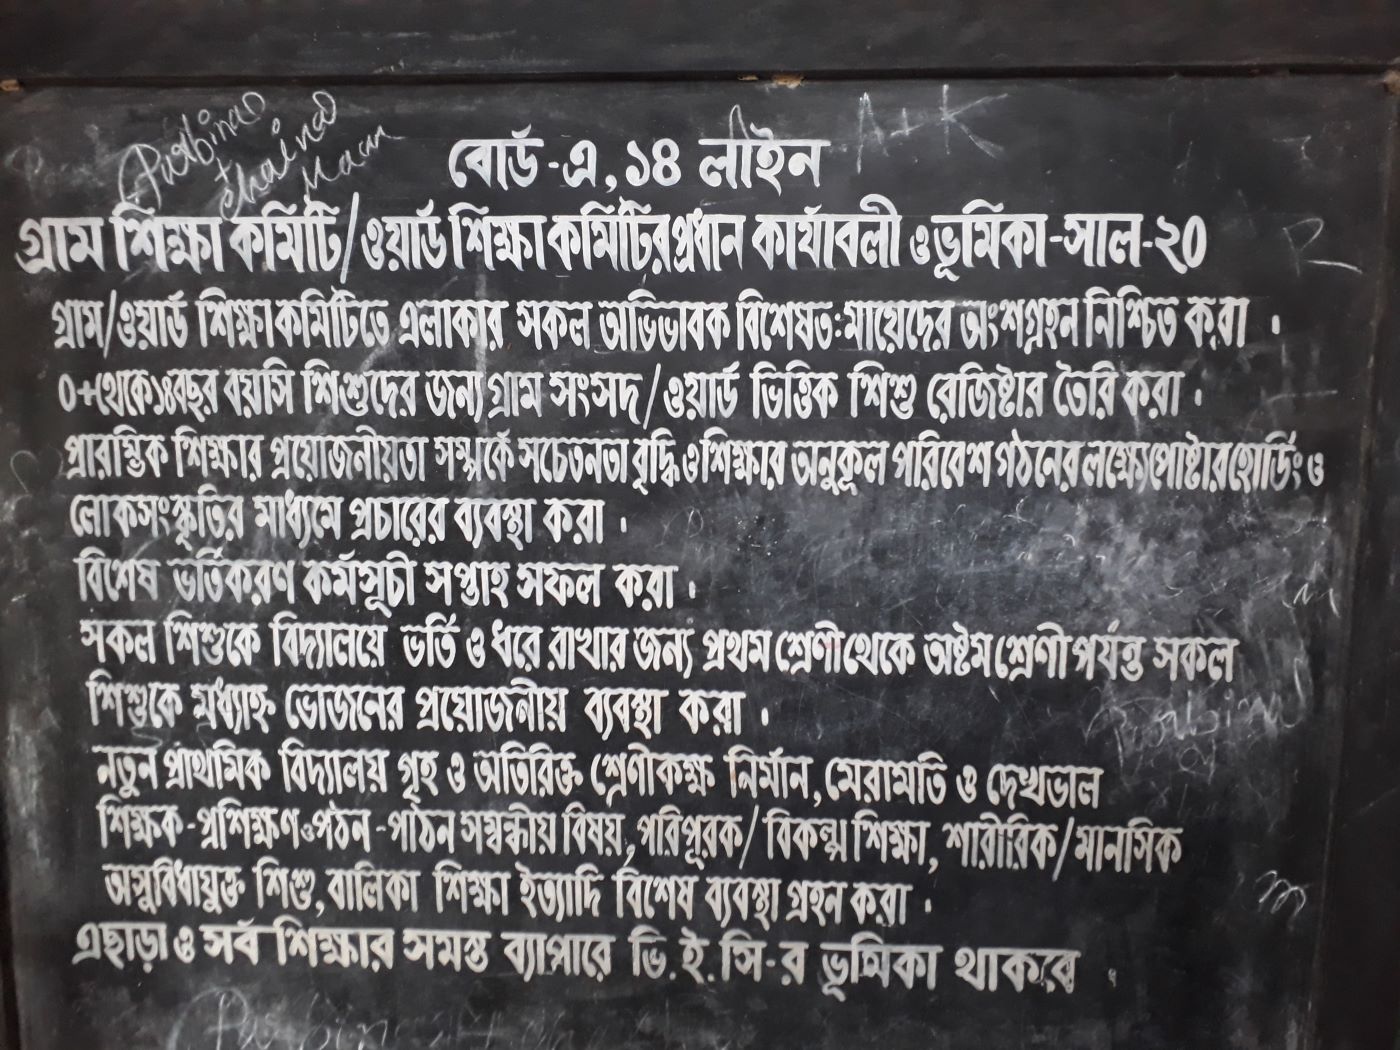 বোর্ড-এ, ১৪ লাইন
গ্রাম শিক্ষা কমিটি/ওয়ার্ড শিক্ষা কমিটির প্রধান কার্যাবলী ও ভূমিকা-সাল-২০
গ্রাম/ওয়ার্ড শিক্ষা কমিটিতে এলাকার সকল অভিভাবক বিশেষত:মায়েদের অংশগ্রহন নিশ্চিত করা .
০+থেকে ১৪ বছর বয়সি শিশুদের জন্য গ্রাম সংসদ/ওয়ার্ড ভিত্তিক শিশু রেজিষ্টার তৈরি করা .
প্রারম্ভিক শিক্ষার প্রয়োজনীয়তা সম্পর্কে সচেতনতা বৃদ্ধি ও শিক্ষার অনুকূল পরিবেশ গঠনের লক্ষ্যে পোষ্টার হোর্ডিং ও
লোকসংস্কৃতির মাধ্যমে প্রচারের ব্যবস্থা করা .
বিশেষ ভর্তিকরণ কর্মসূচী সপ্তাহ সফল করা .
সকল শিশুকে বিদ্যালয়ে ভর্তি ও ধরে রাখার জন্য প্রথম শ্রেণী থেকে অষ্টম শ্রেণী পর্যন্ত সকল
শিশুকে মধ্যাহ্ন ভোজনের প্রয়োজনীয় ব্যবস্থা করা .
নতুন প্রাথমিক বিদ্যালয় গৃহ ও অতিরিক্ত শ্রেণীকক্ষ নির্মান, মেরামতি ও দেখভাল
শিক্ষক-প্রশিক্ষণ ও পঠন-পাঠন সম্বন্ধীয় বিষয়, পরিপূরক/বিকল্প শিক্ষা, শারীরিক/মানসিক
অসুবিধাযুক্ত শিশু, বালিকা শিক্ষা ইত্যাদি বিশেষ ব্যবস্থা গ্রহন করা .
এছাড়া ও সর্ব শিক্ষার সমস্ত ব্যাপারে ভি.ই.সি-র ভূমিকা থাকবে .
A+K
R
m